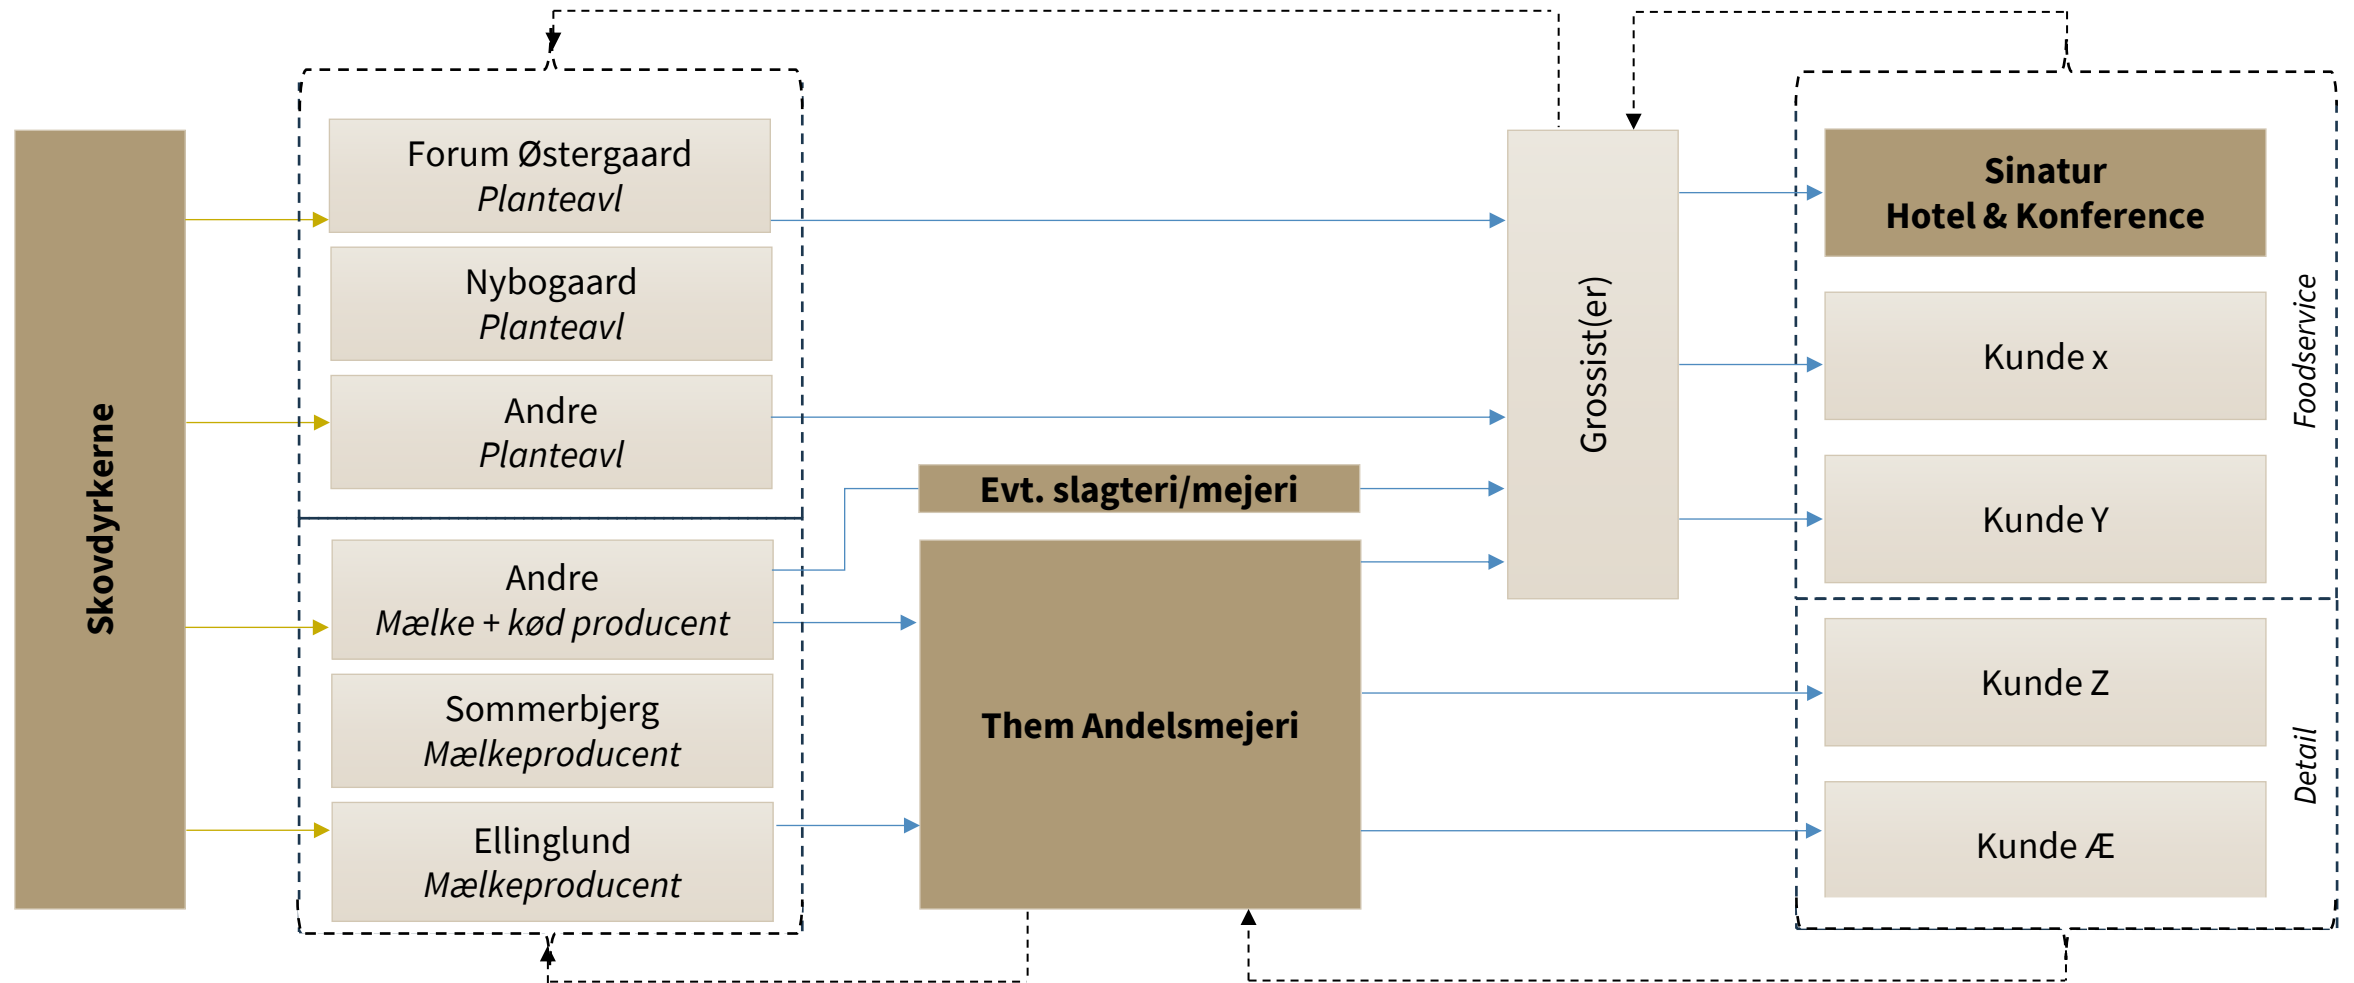 Skovdyrkerne
Forum Østergaard
Planteavl
Nybogaard
Planteavl
Andre
Planteavl
Andre
Mælke + kød producent
Sommerbjerg
Mælkeproducent
Ellinglund
Mælkeproducent
Evt. slagteri/mejeri
Them Andelsmejeri
Grossist(er)
Sinatur
Hotel & Konference
Kunde x
Kunde Y
Foodservice
Kunde Z
Kunde Æ
Detail